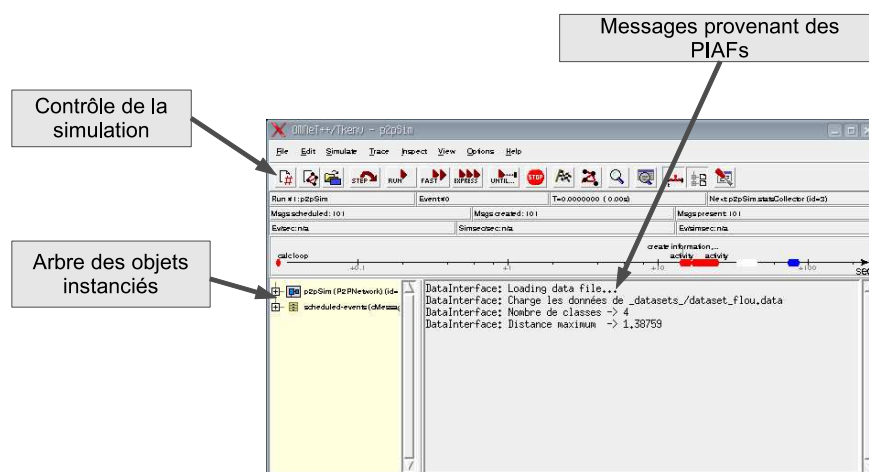 Messages provenant des
PIAFs
Contrôle de la
simulation
OMNeT++/Tkenv - p2pSim
File Edit Simulate Trace Inspect View Options Help
STEP RUN FAST EXPRESS UNTIL... STOP
Run #1: p2pSim Event #0 T=0.0000000 ( 0.00s) Next: p2pSim.statsCollector (id=3)
Msgs scheduled: 101 Msgs created: 101 Msgs present: 101
Ev/sec: n/a Simsec/sec: n/a Ev/simsec: n/a
calcloop create information,...
activity activity
+0.1 +1 +10 +100 sec
Arbre des objets
instanciés
p2pSim (P2PNetwork) (id=
scheduled-events (cMessag
DataInterface: Loading data file...
DataInterface: Charge les données de _datasets_/dataset_flou.data
DataInterface: Nombre de classes -> 4
DataInterface: Distance maximum -> 1.38759